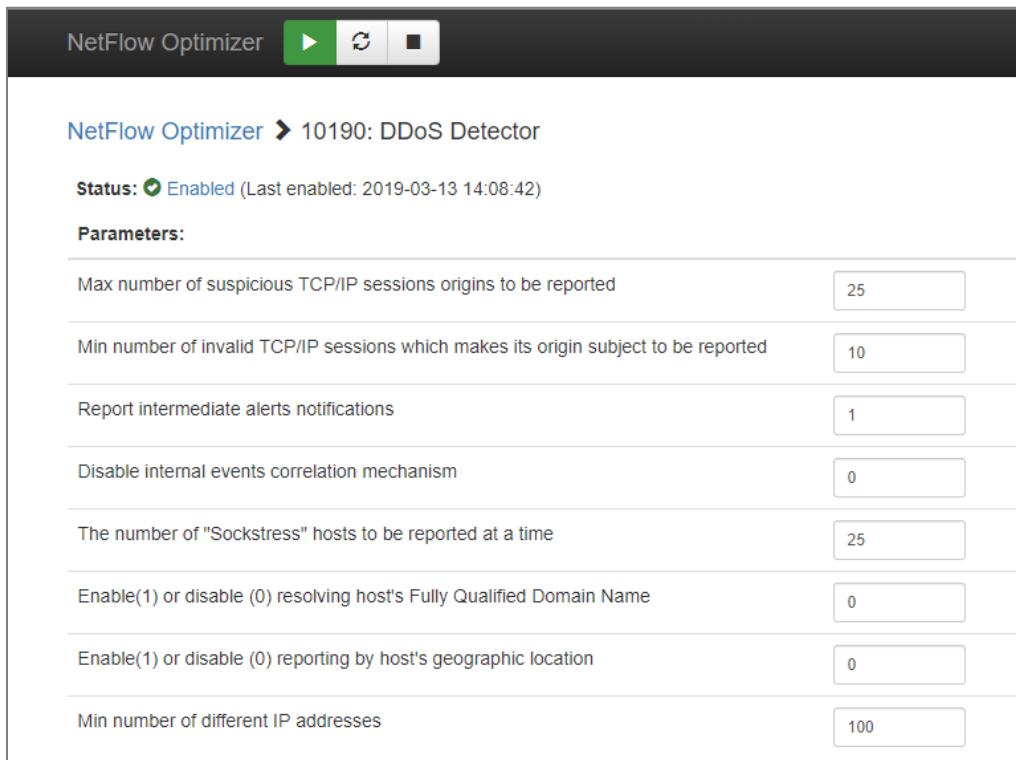 NetFlow Optimizer
NetFlow Optimizer > 10190: DDoS Detector
Status: Enabled (Last enabled: 2019-03-13 14:08:42)
Parameters:
Max number of suspicious TCP/IP sessions origins to be reported 25
Min number of invalid TCP/IP sessions which makes its origin subject to be reported 10
Report intermediate alerts notifications 1
Disable internal events correlation mechanism 0
The number of "Sockstress" hosts to be reported at a time 25
Enable(1) or disable (0) resolving host's Fully Qualified Domain Name 0
Enable(1) or disable (0) reporting by host's geographic location 0
Min number of different IP addresses 100